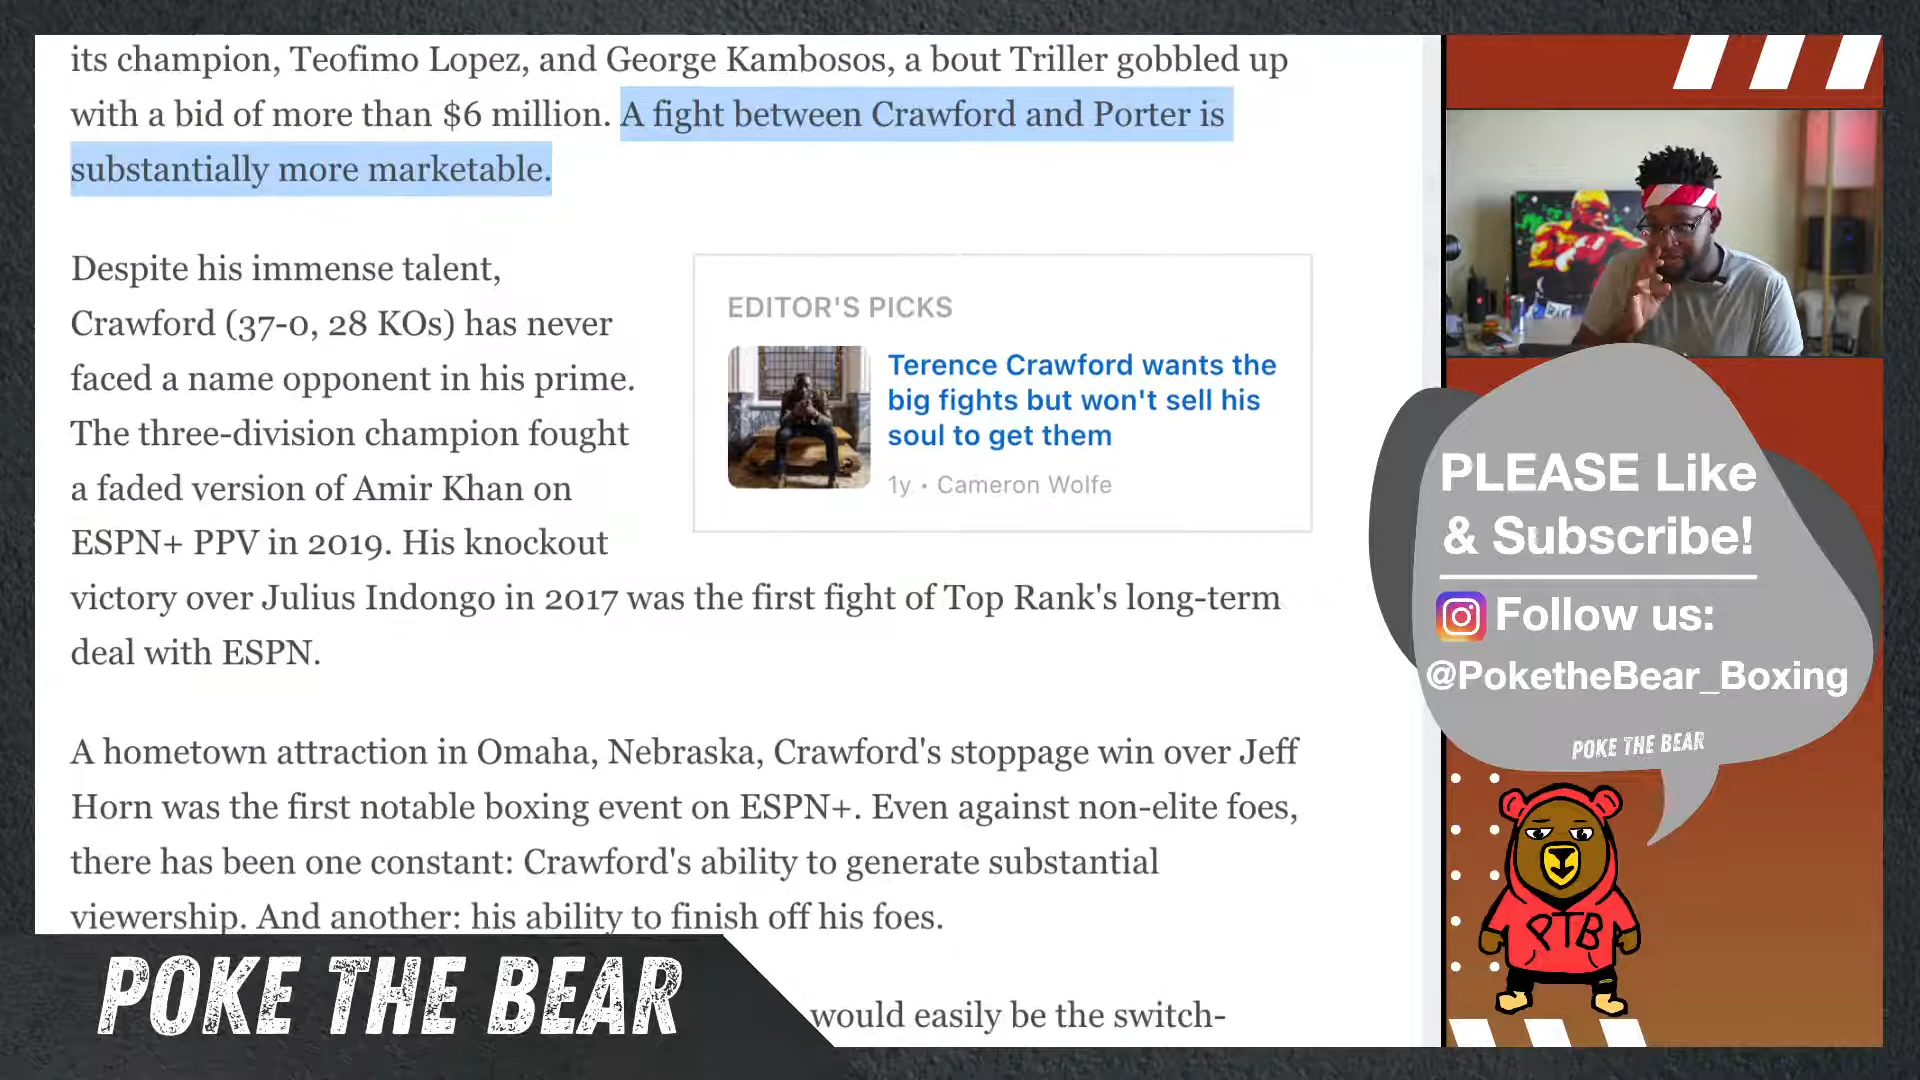 its champion, Teofimo Lopez, and George Kambosos, a bout Triller gobbled up
with a bid of more than $6 million. A fight between Crawford and Porter is
substantially more marketable.
Despite his immense talent,
Crawford (37-0, 28 KOs) has never
faced a name opponent in his prime.
The three-division champion fought
a faded version of Amir Khan on
ESPN+ PPV in 2019. His knockout
victory over Julius Indongo in 2017 was the first fight of Top Rank's long-term
deal with ESPN.
EDITOR'S PICKS
Terence Crawford wants the
big fights but won't sell his
soul to get them
1y • Cameron Wolfe
A hometown attraction in Omaha, Nebraska, Crawford's stoppage win over Jeff
Horn was the first notable boxing event on ESPN+. Even against non-elite foes,
there has been one constant: Crawford's ability to generate substantial
viewership. And another: his ability to finish off his foes.
would easily be the switch-
POKE THE BEAR
PLEASE Like
& Subscribe!
Follow us:
@PoketheBear_Boxing
POKE THE BEAR
PTB